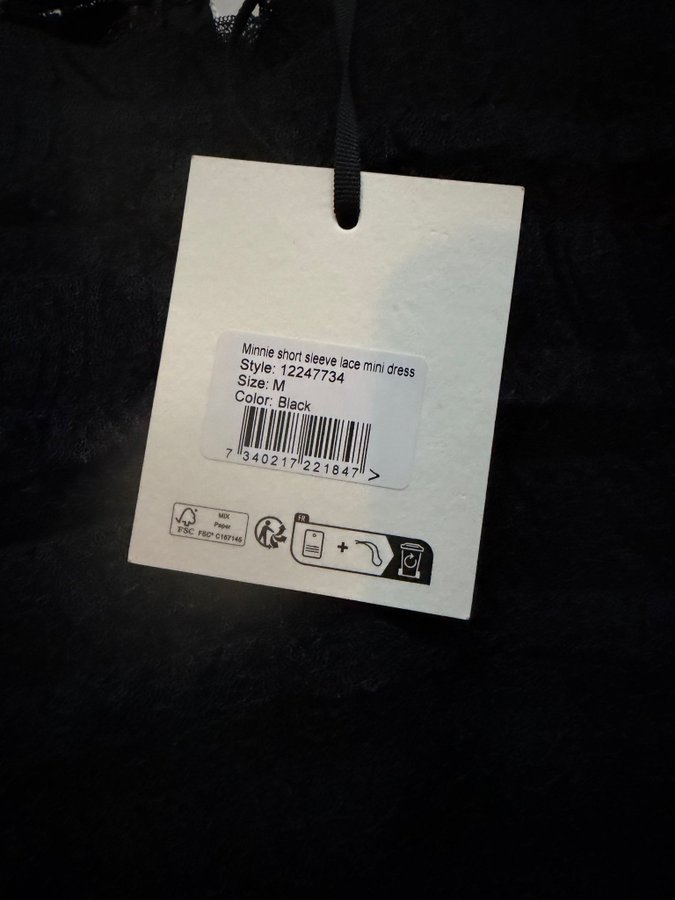 Minnie short sleeve lace mini dress
Style: 12247734
Size: M
Color: Black
7 340217 221847 >
MIX
Paper
FSC FSC® C167145
FR